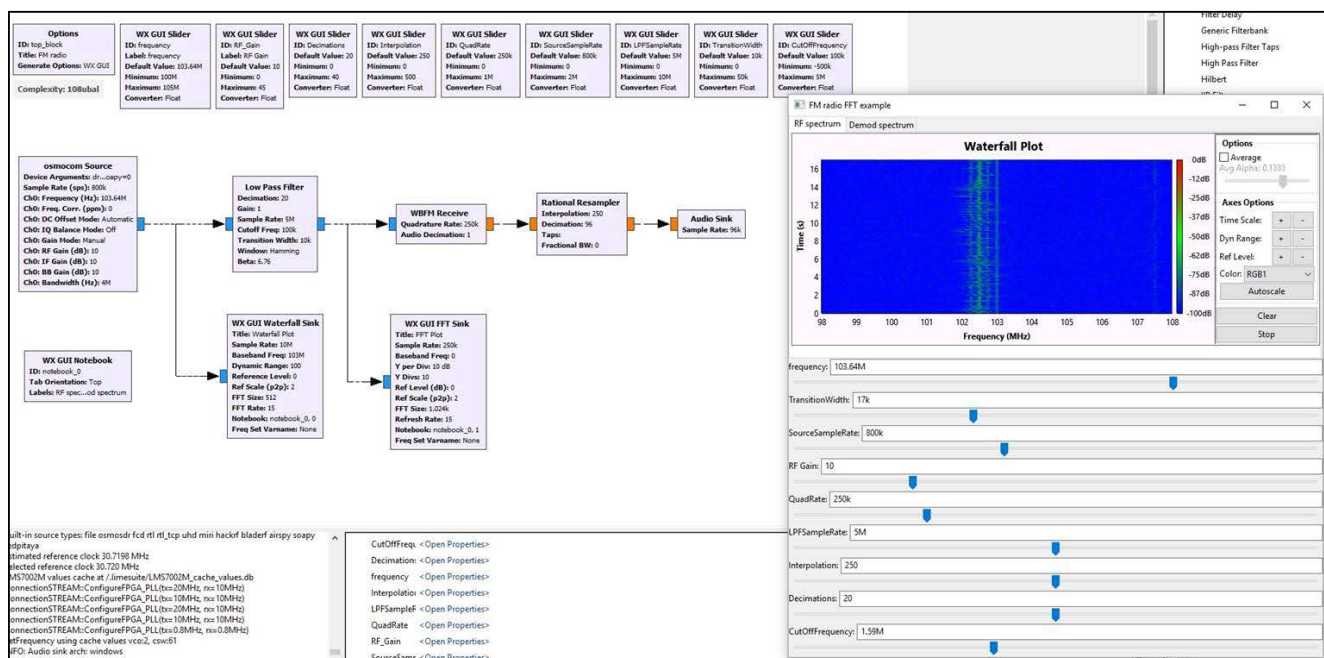 Options
ID: top_block
Title: FM radio
Generate Options: WX GUI
Complexity: 108ubal
WX GUI Slider
ID: frequency
Label: frequency
Default Value: 103.64M
Minimum: 100M
Maximum: 105M
Converter: Float
WX GUI Slider
ID: RF_Gain
Label: RF Gain
Default Value: 10
Minimum: 0
Maximum: 45
Converter: Float
WX GUI Slider
ID: Decimations
Default Value: 20
Minimum: 0
Maximum: 40
Converter: Float
WX GUI Slider
ID: Interpolation
Default Value: 250
Minimum: 0
Maximum: 500
Converter: Float
WX GUI Slider
ID: QuadRate
Default Value: 250k
Minimum: 0
Maximum: 1M
Converter: Float
WX GUI Slider
ID: SourceSampleRate
Default Value: 800k
Minimum: 0
Maximum: 2M
Converter: Float
WX GUI Slider
ID: LPFSampleRate
Default Value: 5M
Minimum: 0
Maximum: 10M
Converter: Float
WX GUI Slider
ID: TransitionWidth
Default Value: 10k
Minimum: 0
Maximum: 50k
Converter: Float
WX GUI Slider
ID: CutOffFrequency
Default Value: 100k
Minimum: -500k
Maximum: 5M
Converter: Float
Filter Delay
Generic Filterbank
High-pass Filter Taps
High Pass Filter
Hilbert
osmocom Source
Device Arguments: dr...oapy=0
Sample Rate (sps): 800k
Ch0: Frequency (Hz): 103.64M
Ch0: Freq. Corr. (ppm): 0
Ch0: DC Offset Mode: Automatic
Ch0: IQ Balance Mode: Off
Ch0: Gain Mode: Manual
Ch0: RF Gain (dB): 10
Ch0: IF Gain (dB): 10
Ch0: BB Gain (dB): 10
Ch0: Bandwidth (Hz): 4M
Low Pass Filter
Decimation: 20
Gain: 1
Sample Rate: 5M
Cutoff Freq: 100k
Transition Width: 10k
Window: Hamming
Beta: 6.76
WBFM Receive
Quadrature Rate: 250k
Audio Decimation: 1
Rational Resampler
Interpolation: 250
Decimation: 96
Taps:
Fractional BW: 0
Audio Sink
Sample Rate: 96k
WX GUI Notebook
ID: notebook_0
Tab Orientation: Top
Labels: RF spec...od spectrum
WX GUI Waterfall Sink
Title: Waterfall Plot
Sample Rate: 10M
Baseband Freq: 103M
Dynamic Range: 100
Reference Level: 0
Ref Scale (p2p): 2
FFT Size: 512
FFT Rate: 15
Notebook: notebook_0, 0
Freq Set Varname: None
WX GUI FFT Sink
Title: FFT Plot
Sample Rate: 250k
Baseband Freq: 0
Y per Div: 10 dB
Y Divs: 10
Ref Level (dB): 0
Ref Scale (p2p): 2
FFT Size: 1.024k
Refresh Rate: 15
Notebook: notebook_0, 1
Freq Set Varname: None
FM radio FFT example
RF spectrum Demod spectrum
Waterfall Plot
Time (s)
16
14
12
10
8
6
4
2
0
98 99 100 101 102 103 104 105 106 107 108
Frequency (MHz)
0dB
-12dB
-25dB
-37dB
-50dB
-62dB
-75dB
-87dB
-100dB
Options
Average
Avg Alpha: 0.1333
Axes Options
Time Scale: + -
Dyn Range: + -
Ref Level: + -
Color: RGB1
Autoscale
Clear
Stop
frequency: 103.64M
TransitionWidth: 17k
SourceSampleRate: 800k
RF Gain: 10
QuadRate: 250k
LPFSampleRate: 5M
Interpolation: 250
Decimations: 20
CutOffFrequency: 1.59M
uilt-in source types: file osmosdr fcd rtl rtl_tcp uhd miri hackrf bladerf airspy soapy
edpitaya
stimated reference clock 30.7198 MHz
elected reference clock 30.720 MHz
MS7002M values cache at /.limesuite/LMS7002M_cache_values.db
onnectionSTREAM::ConfigureFPGA_PLL(tx=20MHz, rx=10MHz)
onnectionSTREAM::ConfigureFPGA_PLL(tx=10MHz, rx=10MHz)
onnectionSTREAM::ConfigureFPGA_PLL(tx=20MHz, rx=10MHz)
onnectionSTREAM::ConfigureFPGA_PLL(tx=10MHz, rx=10MHz)
onnectionSTREAM::ConfigureFPGA_PLL(tx=0.8MHz, rx=0.8MHz)
etFrequency using cache values vco:2, csw:61
NFO: Audio sink arch: windows
CutOffFrequ <Open Properties>
Decimation: <Open Properties>
frequency <Open Properties>
Interpolatio <Open Properties>
LPFSampleF <Open Properties>
QuadRate <Open Properties>
RF_Gain <Open Properties>
SourceSamp <Open Properties>